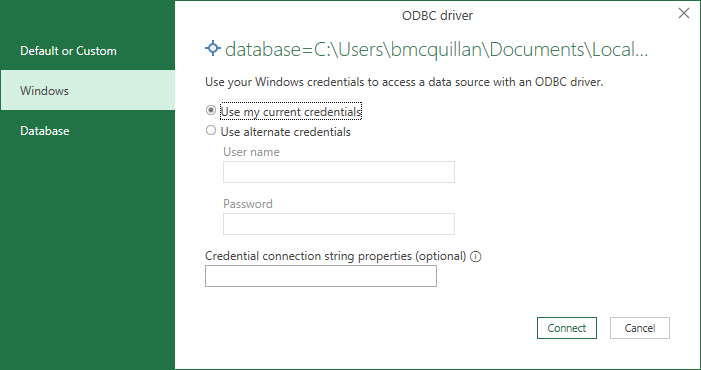 ODBC driver
Default or Custom
Windows
Database
database=C:\Users\bmcquillan\Documents\Local...
Use your Windows credentials to access a data source with an ODBC driver.
Use my current credentials
Use alternate credentials
User name
Password
Credential connection string properties (optional)
Connect
Cancel